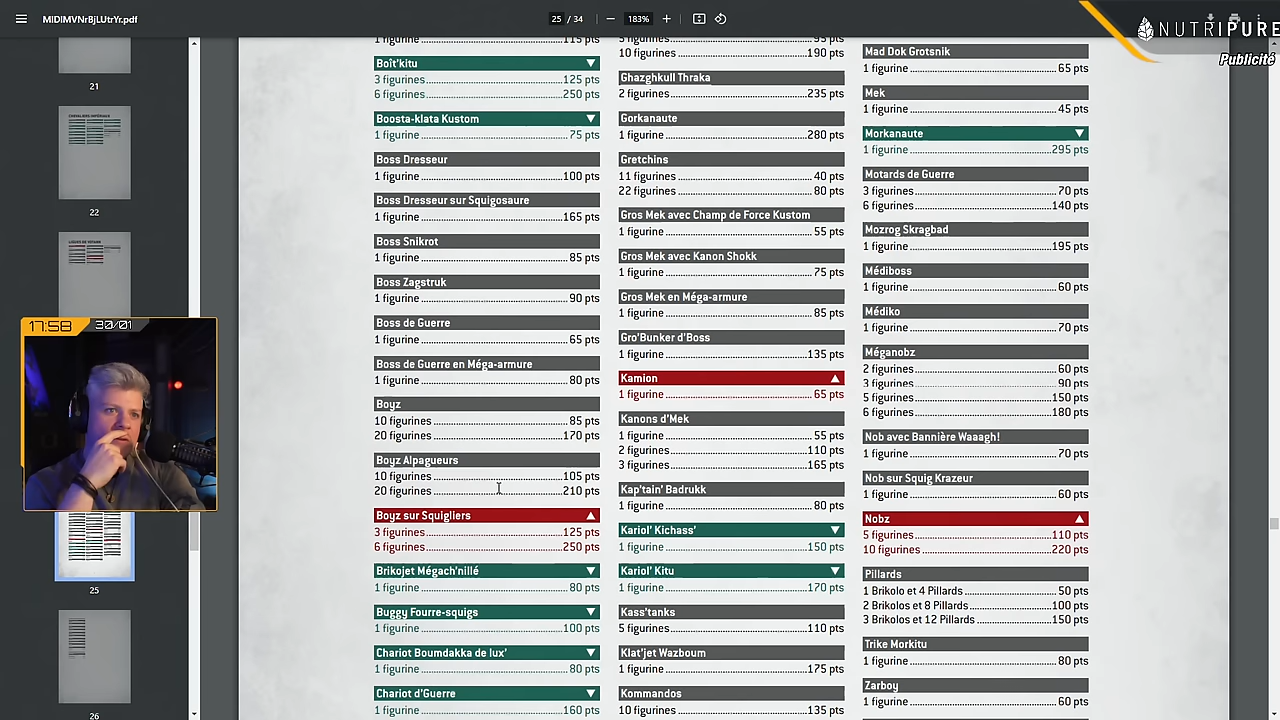 MIDIMVNrBjLUtrYr.pdf
25 / 34
183%
NUTRIPURE
Publicité
21
22
17:58 30/01
25
26
1 figurine 115 pts
Boît'kitu ▼
3 figurines 125 pts
6 figurines 250 pts
Boosta-klata Kustom ▼
1 figurine 75 pts
Boss Dresseur
1 figurine 100 pts
Boss Dresseur sur Squigosaure
1 figurine 165 pts
Boss Snikrot
1 figurine 85 pts
Boss Zagstruk
1 figurine 90 pts
Boss de Guerre
1 figurine 65 pts
Boss de Guerre en Méga-armure
1 figurine 80 pts
Boyz
10 figurines 85 pts
20 figurines 170 pts
Boyz Alpagueurs
10 figurines 105 pts
20 figurines 210 pts
Boyz sur Squigliers ▲
3 figurines 125 pts
6 figurines 250 pts
Brikojet Mégach'nillé ▼
1 figurine 80 pts
Buggy Fourre-squigs ▼
1 figurine 100 pts
Chariot Boumdakka de lux' ▼
1 figurine 80 pts
Chariot d'Guerre ▼
1 figurine 160 pts
5 figurines 95 pts
10 figurines 190 pts
Ghazghkull Thraka
2 figurines 235 pts
Gorkanaute
1 figurine 280 pts
Gretchins
11 figurines 40 pts
22 figurines 80 pts
Gros Mek avec Champ de Force Kustom
1 figurine 55 pts
Gros Mek avec Kanon Shokk
1 figurine 75 pts
Gros Mek en Méga-armure
1 figurine 85 pts
Gro'Bunker d'Boss
1 figurine 135 pts
Kamion ▲
1 figurine 65 pts
Kanons d'Mek
1 figurine 55 pts
2 figurines 110 pts
3 figurines 165 pts
Kap'tain' Badrukk
1 figurine 80 pts
Kariol' Kichass' ▼
1 figurine 150 pts
Kariol' Kitu ▼
1 figurine 170 pts
Kass'tanks
5 figurines 110 pts
Klat'jet Wazboum
1 figurine 175 pts
Kommandos
10 figurines 135 pts
Mad Dok Grotsnik
1 figurine 65 pts
Mek
1 figurine 45 pts
Morkanaute ▼
1 figurine 295 pts
Motards de Guerre
3 figurines 70 pts
6 figurines 140 pts
Mozrog Skragbad
1 figurine 195 pts
Médiboss
1 figurine 60 pts
Médiko
1 figurine 70 pts
Méganobz
2 figurines 60 pts
3 figurines 90 pts
5 figurines 150 pts
6 figurines 180 pts
Nob avec Bannière Waaagh!
1 figurine 70 pts
Nob sur Squig Krazeur
1 figurine 60 pts
Nobz ▲
5 figurines 110 pts
10 figurines 220 pts
Pillards
1 Brikolo et 4 Pillards 50 pts
2 Brikolos et 8 Pillards 100 pts
3 Brikolos et 12 Pillards 150 pts
Trike Morkitu
1 figurine 80 pts
Zarboy
1 figurine 60 pts